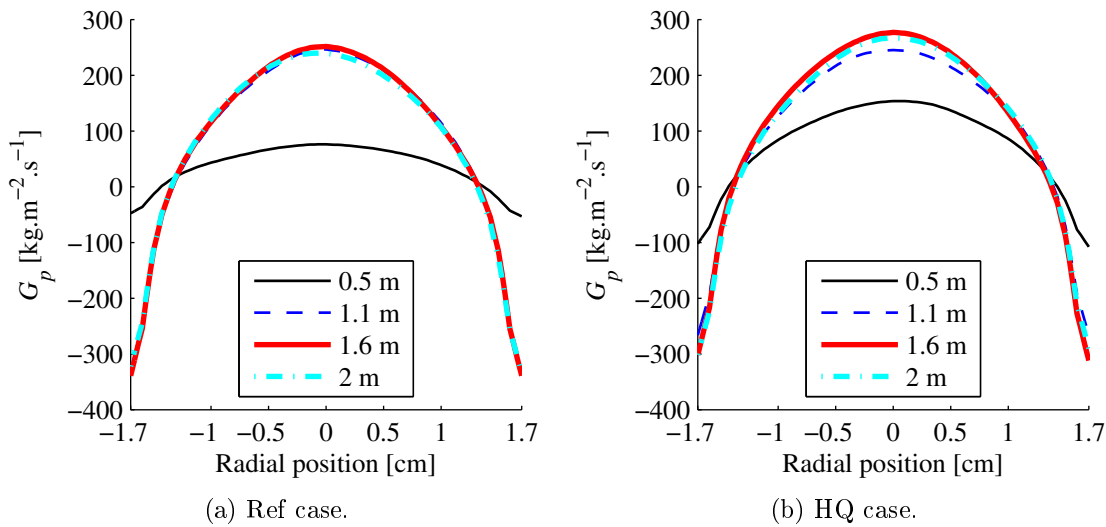 300
200
100
0
−100
−200
−300
−400
G_p [kg.m⁻².s⁻¹]
0.5 m
1.1 m
1.6 m
2 m
−1.7 −1 −0.5 0 0.5 1 1.7
Radial position [cm]
(a) Ref case.
300
200
100
0
−100
−200
−300
−400
G_p [kg.m⁻².s⁻¹]
0.5 m
1.1 m
1.6 m
2 m
−1.7 −1 −0.5 0 0.5 1 1.7
Radial position [cm]
(b) HQ case.